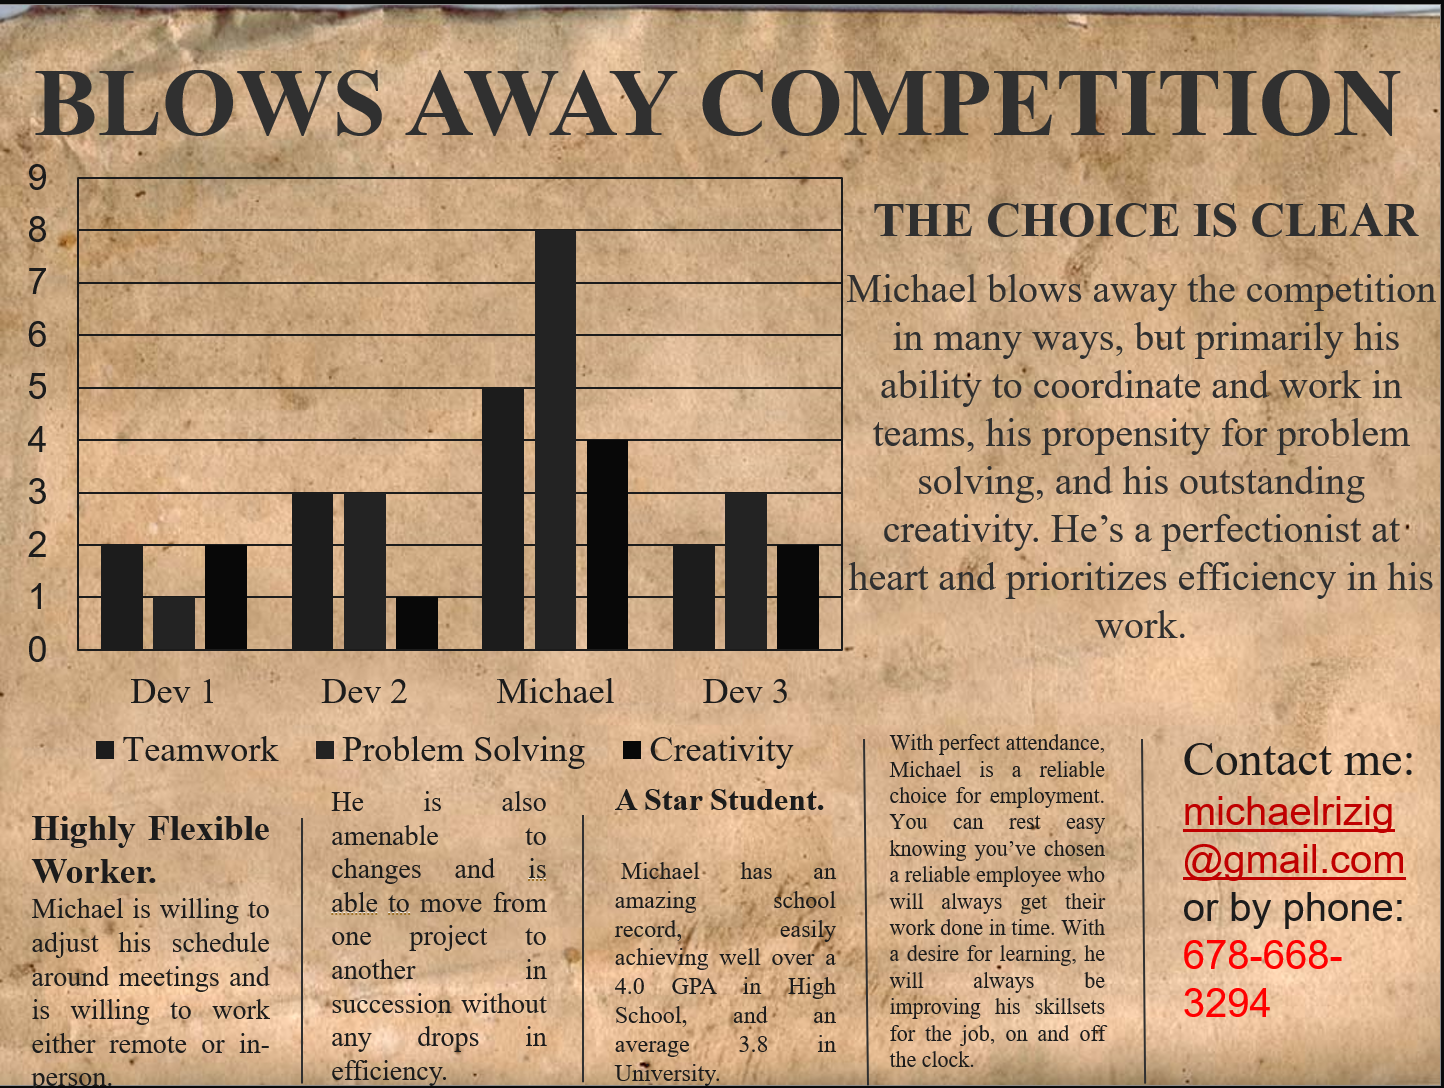 BLOWS AWAY COMPETITION
9
8
7
6
5
4
3
2
1
0
Dev 1 Dev 2 Michael Dev 3
Teamwork Problem Solving Creativity
THE CHOICE IS CLEAR
Michael blows away the competition
in many ways, but primarily his
ability to coordinate and work in
teams, his propensity for problem
solving, and his outstanding
creativity. He’s a perfectionist at
heart and prioritizes efficiency in his
work.
Highly Flexible
Worker.
Michael is willing to
adjust his schedule
around meetings and
is willing to work
either remote or in-
person.
He is also
amenable to
changes and is
able to move from
one project to
another in
succession without
any drops in
efficiency.
A Star Student.
Michael has an
amazing school
record, easily
achieving well over a
4.0 GPA in High
School, and an
average 3.8 in
University.
With perfect attendance,
Michael is a reliable
choice for employment.
You can rest easy
knowing you’ve chosen
a reliable employee who
will always get their
work done in time. With
a desire for learning, he
will always be
improving his skillsets
for the job, on and off
the clock.
Contact me:
michaelrizig
@gmail.com
or by phone:
678-668-
3294